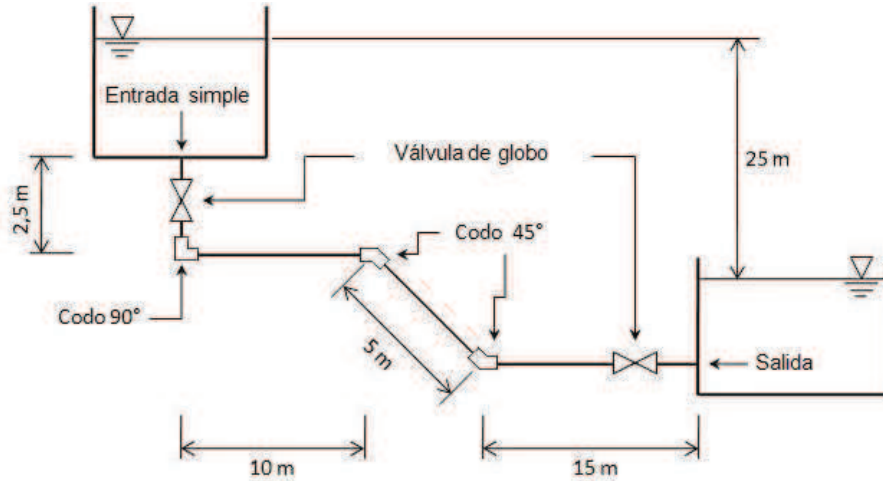 Entrada simple
Válvula de globo
25 m
2,5 m
Codo 45°
Codo 90°
5 m
Salida
10 m
15 m